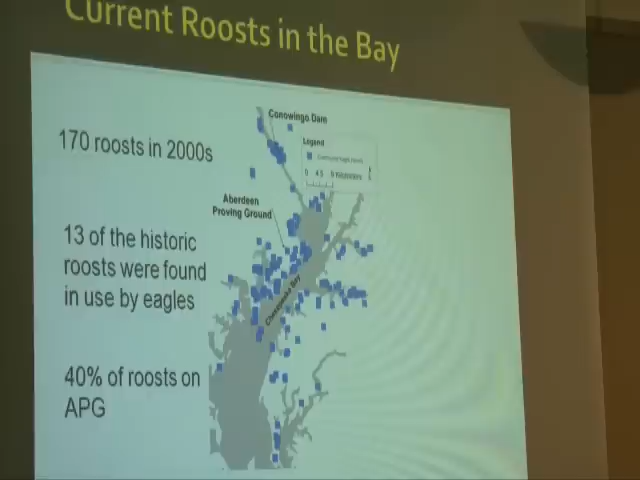 Current Roosts in the Bay
170 roosts in 2000s
13 of the historic
roosts were found
in use by eagles
40% of roosts on
APG
Conowingo Dam
Legend
Aberdeen
Proving Ground
Chesapeake Bay